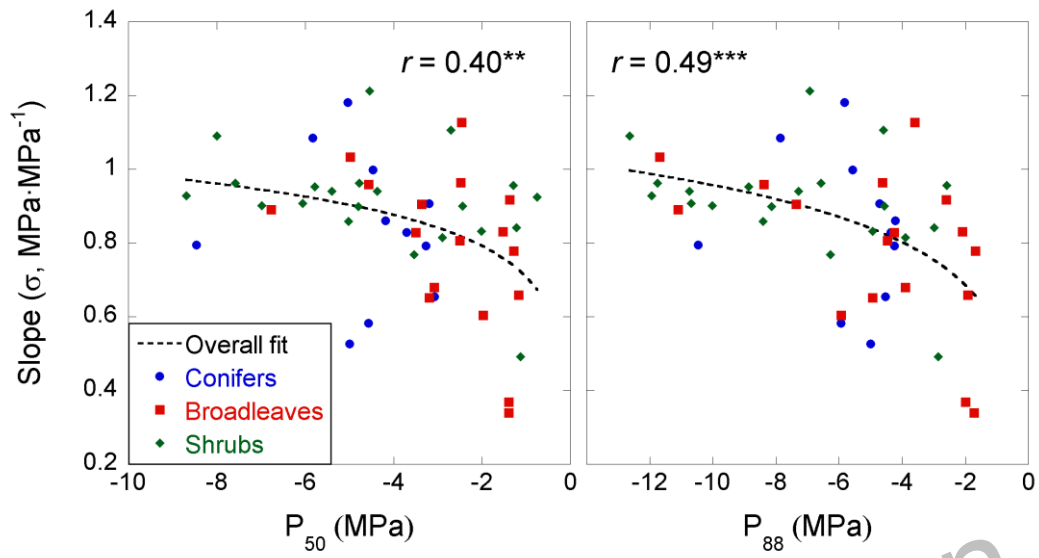 1.4
1.2
1
0.8
0.6
0.4
0.2
Slope (σ, MPa·MPa⁻¹)
r = 0.40**
r = 0.49***
Overall fit
Conifers
Broadleaves
Shrubs
-10 -8 -6 -4 -2 0
-12 -10 -8 -6 -4 -2 0
P₅₀ (MPa)
P₈₈ (MPa)